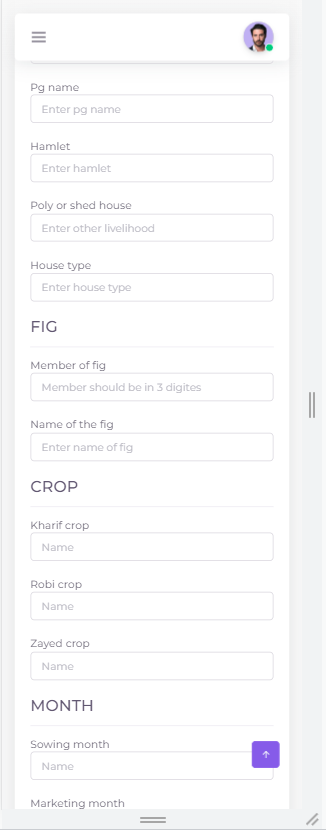 Pg name
Enter pg name
Hamlet
Enter hamlet
Poly or shed house
Enter other livelihood
House type
Enter house type
FIG
Member of fig
Member should be in 3 digites
Name of the fig
Enter name of fig
CROP
Kharif crop
Name
Robi crop
Name
Zayed crop
Name
MONTH
Sowing month
Name
Marketing month